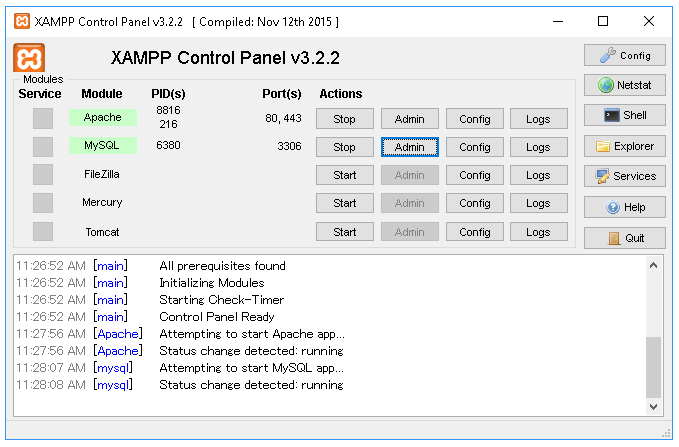 XAMPP Control Panel v3.2.2 [ Compiled: Nov 12th 2015 ]
XAMPP Control Panel v3.2.2
Config
Modules
Service Module PID(s) Port(s) Actions
Netstat
Apache 8816 216 80, 443 Stop Admin Config Logs
Shell
MySQL 6380 3306 Stop Admin Config Logs
Explorer
FileZilla Start Admin Config Logs
Services
Mercury Start Admin Config Logs
Help
Tomcat Start Admin Config Logs
Quit
11:26:52 AM [main] All prerequisites found
11:26:52 AM [main] Initializing Modules
11:26:52 AM [main] Starting Check-Timer
11:26:52 AM [main] Control Panel Ready
11:27:56 AM [Apache] Attempting to start Apache app...
11:27:56 AM [Apache] Status change detected: running
11:28:07 AM [mysql] Attempting to start MySQL app...
11:28:08 AM [mysql] Status change detected: running